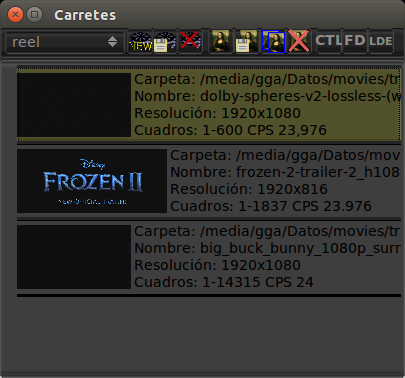 Carretes
reel
NEW
CTL
FD
LDE
Carpeta: /media/gga/Datos/movies/tr
Nombre: dolby-spheres-v2-lossless-(w
Resolución: 1920x1080
Cuadros: 1-600 CPS 23,976
Disney
FROZEN II
NEW OFFICIAL TRAILER
Carpeta: /media/gga/Datos/mov
Nombre: frozen-2-trailer-2_h108
Resolución: 1920x816
Cuadros: 1-1837 CPS 23.976
Carpeta: /media/gga/Datos/movies/tr
Nombre: big_buck_bunny_1080p_surr
Resolución: 1920x1080
Cuadros: 1-14315 CPS 24